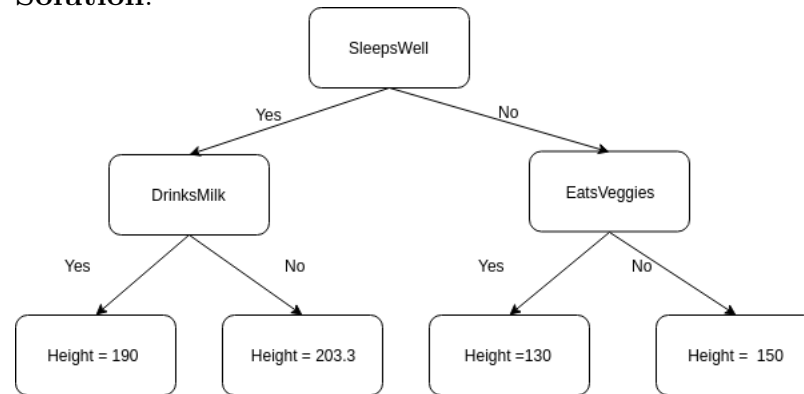 Solution:
SleepsWell
Yes
No
DrinksMilk
EatsVeggies
Yes
No
Yes
No
Height = 190
Height = 203.3
Height =130
Height = 150